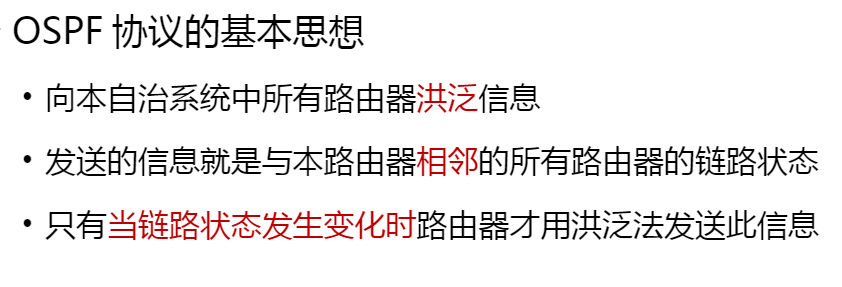 OSPF 协议的基本思想
• 向本自治系统中所有路由器洪泛信息
• 发送的信息就是与本路由器相邻的所有路由器的链路状态
• 只有当链路状态发生变化时路由器才用洪泛法发送此信息